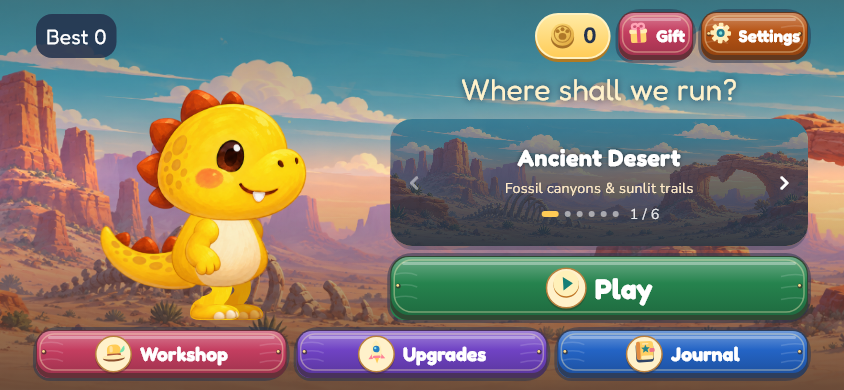 Best 0
0
Gift
Settings
Where shall we run?
Ancient Desert
Fossil canyons & sunlit trails
1 / 6
Play
Workshop
Upgrades
Journal